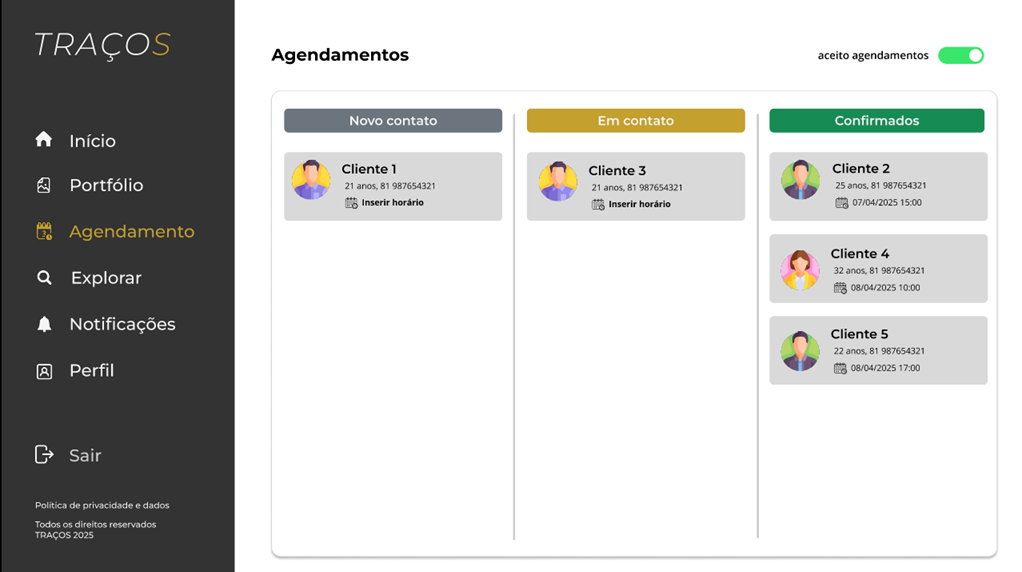 TRAÇOS
Início
Portfólio
Agendamento
Explorar
Notificações
Perfil
Sair
Política de privacidade e dados
Todos os direitos reservados
TRAÇOS 2025
Agendamentos
aceito agendamentos
Novo contato
Cliente 1
21 anos, 81 987654321
Inserir horário
Em contato
Cliente 3
21 anos, 81 987654321
Inserir horário
Confirmados
Cliente 2
25 anos, 81 987654321
07/04/2025 15:00
Cliente 4
32 anos, 81 987654321
08/04/2025 10:00
Cliente 5
22 anos, 81 987654321
08/04/2025 17:00